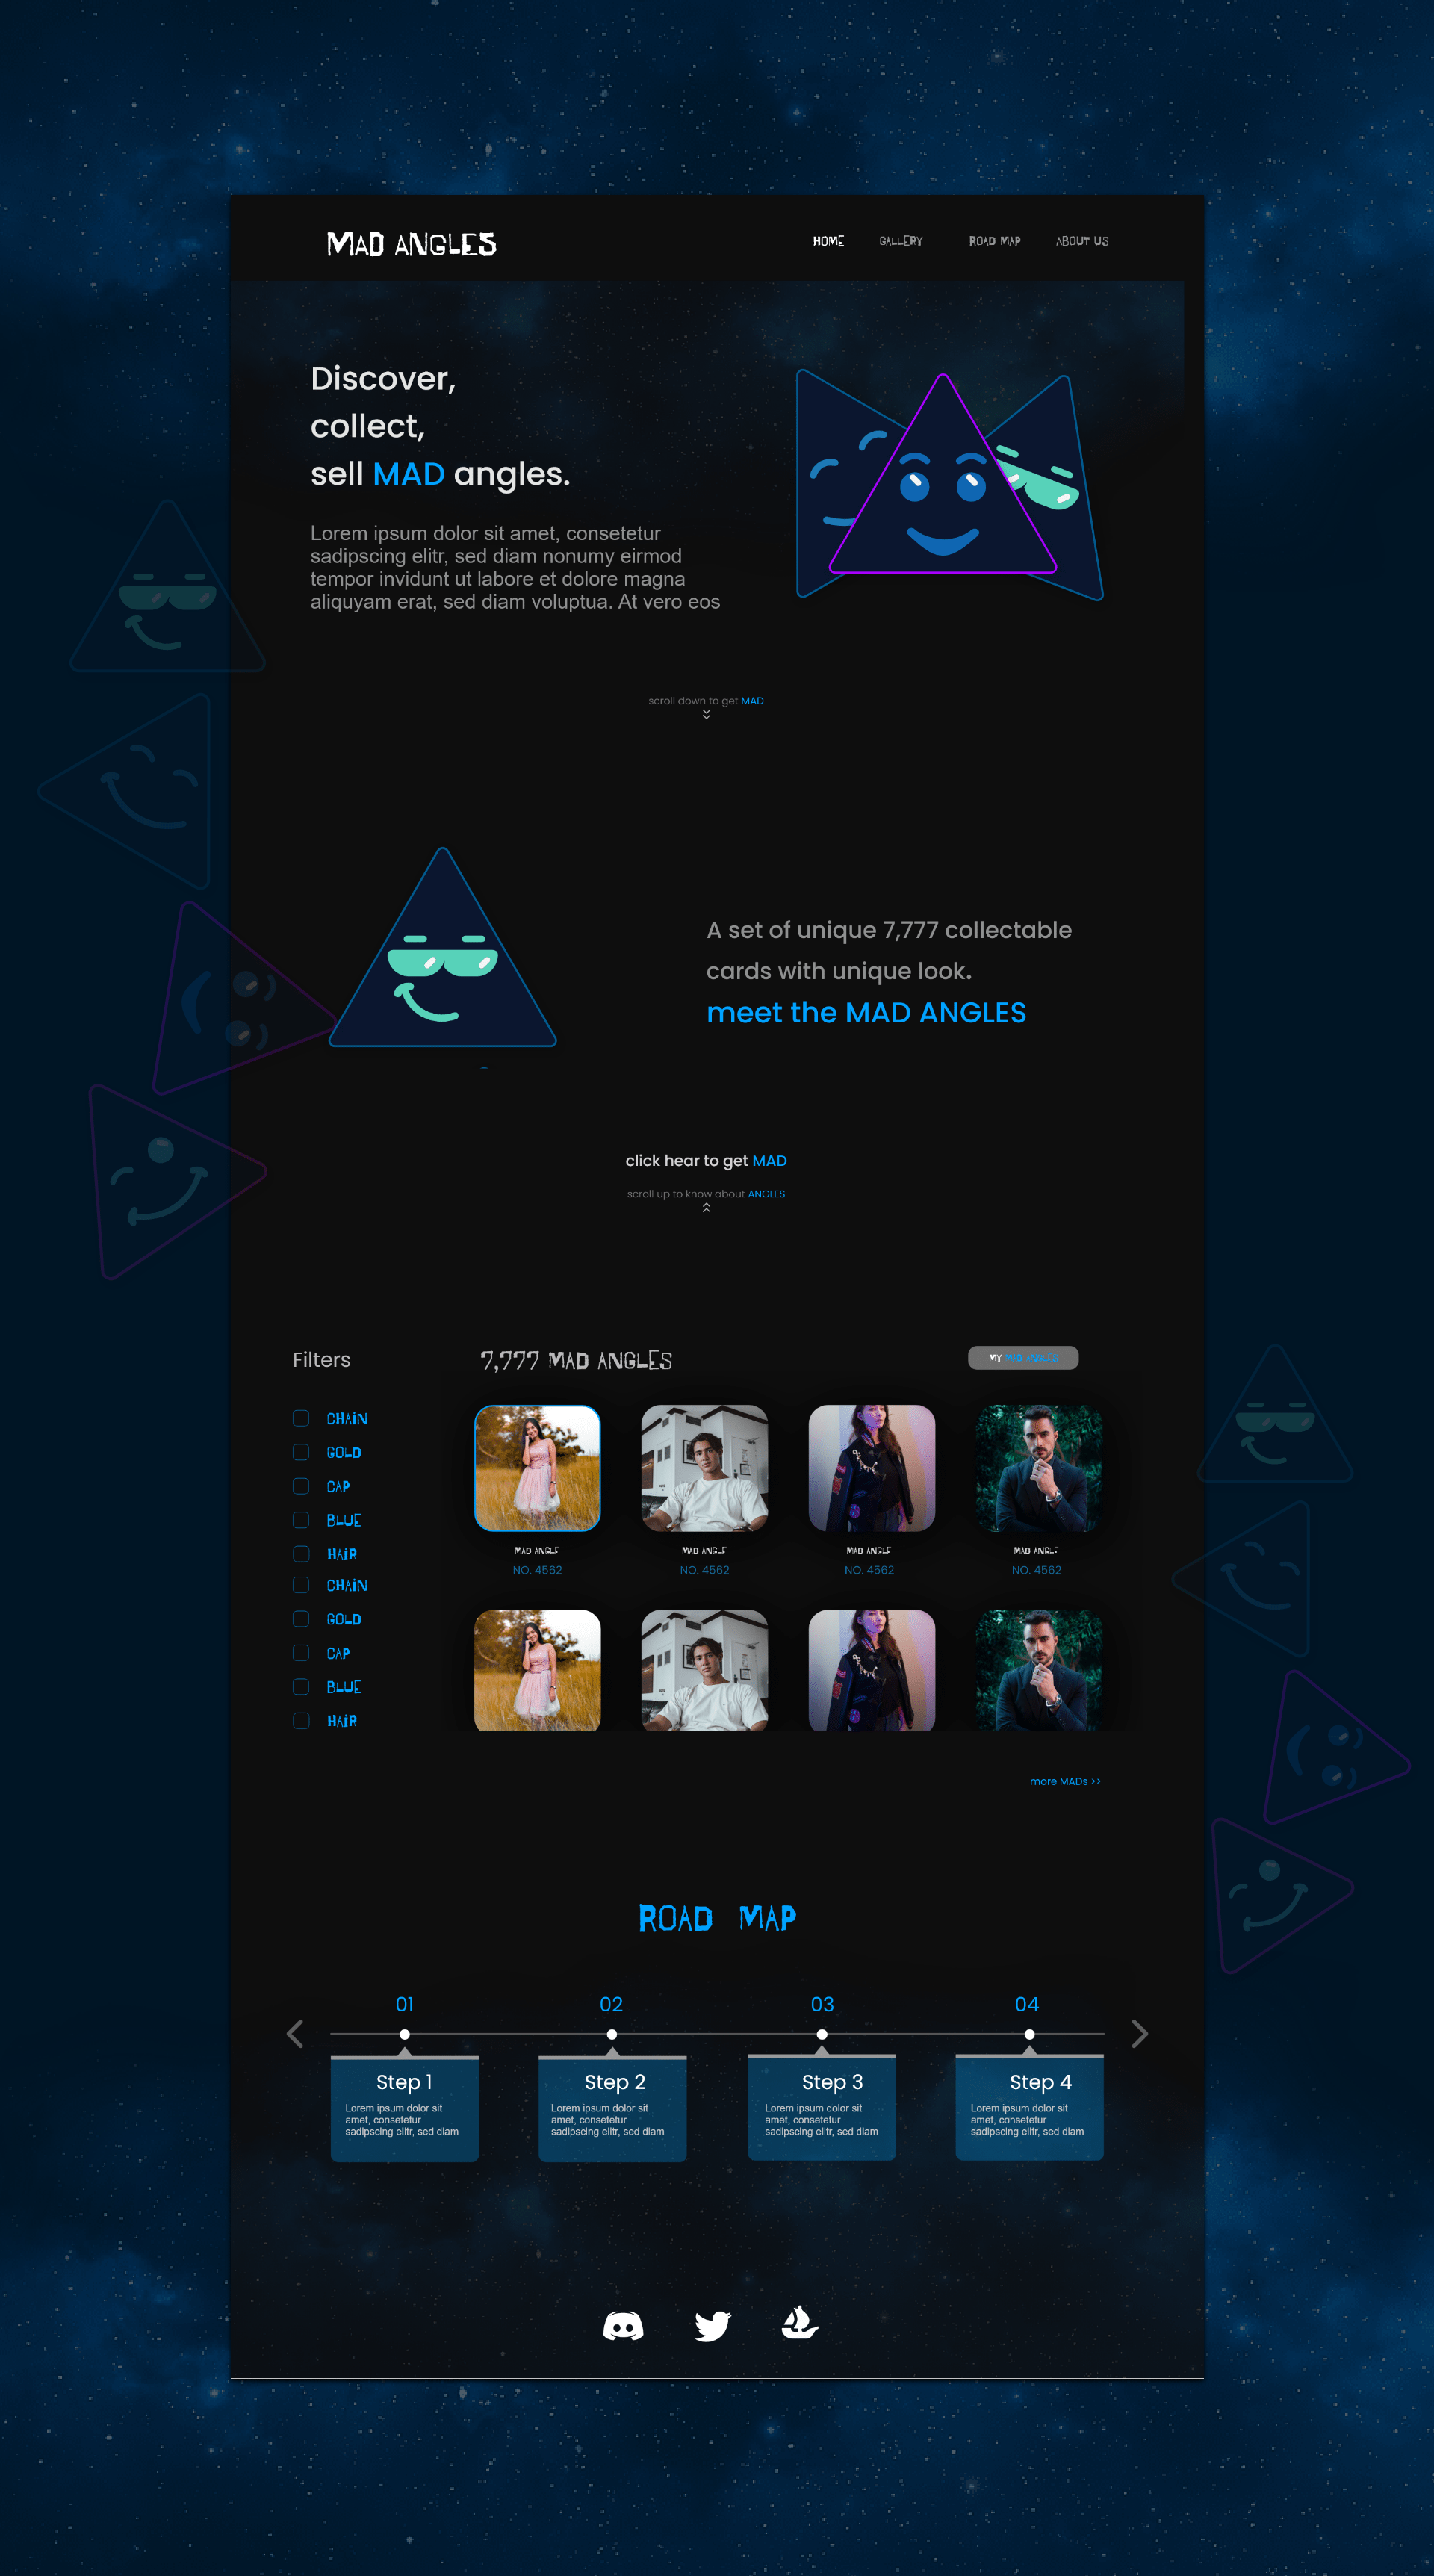 MAD ANGLES
HOME GALLERY ROAD MAP ABOUT US
Discover,
collect,
sell MAD angles.
Lorem ipsum dolor sit amet, consetetur
sadipscing elitr, sed diam nonumy eirmod
tempor invidunt ut labore et dolore magna
aliquyam erat, sed diam voluptua. At vero eos
scroll down to get MAD
A set of unique 7,777 collectable
cards with unique look.
meet the MAD ANGLES
click hear to get MAD
scroll up to know about ANGLES
Filters
CHAIN
GOLD
CAP
BLUE
HAIR
CHAIN
GOLD
CAP
BLUE
HAIR
7,777 MAD ANGLES
MY MAD ANGLES
MAD ANGLE MAD ANGLE MAD ANGLE MAD ANGLE
NO. 4562 NO. 4562 NO. 4562 NO. 4562
more MADs >>
ROAD MAP
01 02 03 04
Step 1
Lorem ipsum dolor sit
amet, consetetur
sadipscing elitr, sed diam
Step 2
Lorem ipsum dolor sit
amet, consetetur
sadipscing elitr, sed diam
Step 3
Lorem ipsum dolor sit
amet, consetetur
sadipscing elitr, sed diam
Step 4
Lorem ipsum dolor sit
amet, consetetur
sadipscing elitr, sed diam